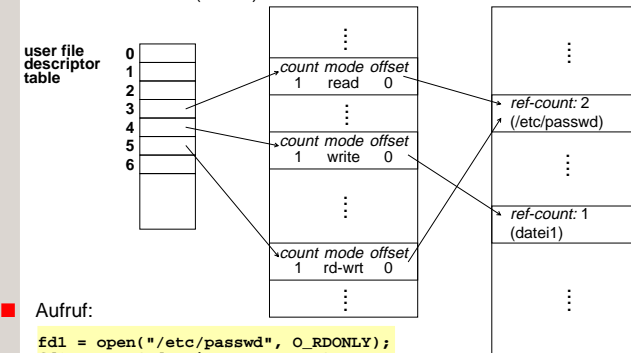 user file
descriptor
table
0
1
2
3
4
5
6
count mode offset
1 read 0
count mode offset
1 write 0
count mode offset
1 rd-wrt 0
ref-count: 2
(/etc/passwd)
ref-count: 1
(datei1)
Aufruf:
fd1 = open("/etc/passwd", O_RDONLY);